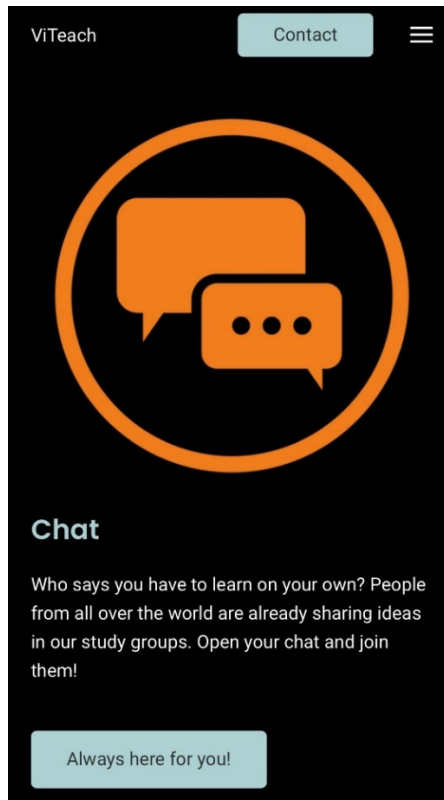 ViTeach
Contact
Chat
Who says you have to learn on your own? People
from all over the world are already sharing ideas
in our study groups. Open your chat and join
them!
Always here for you!